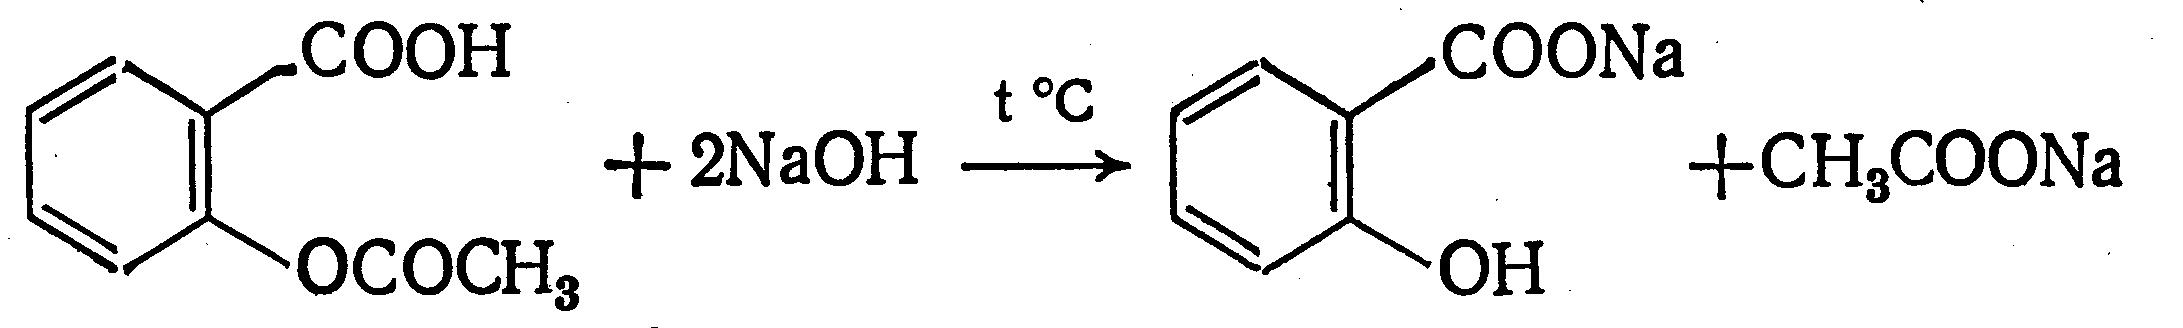 COOH
OCOCH₃
+ 2NaOH
t °C
COONa
OH
+CH₃COONa